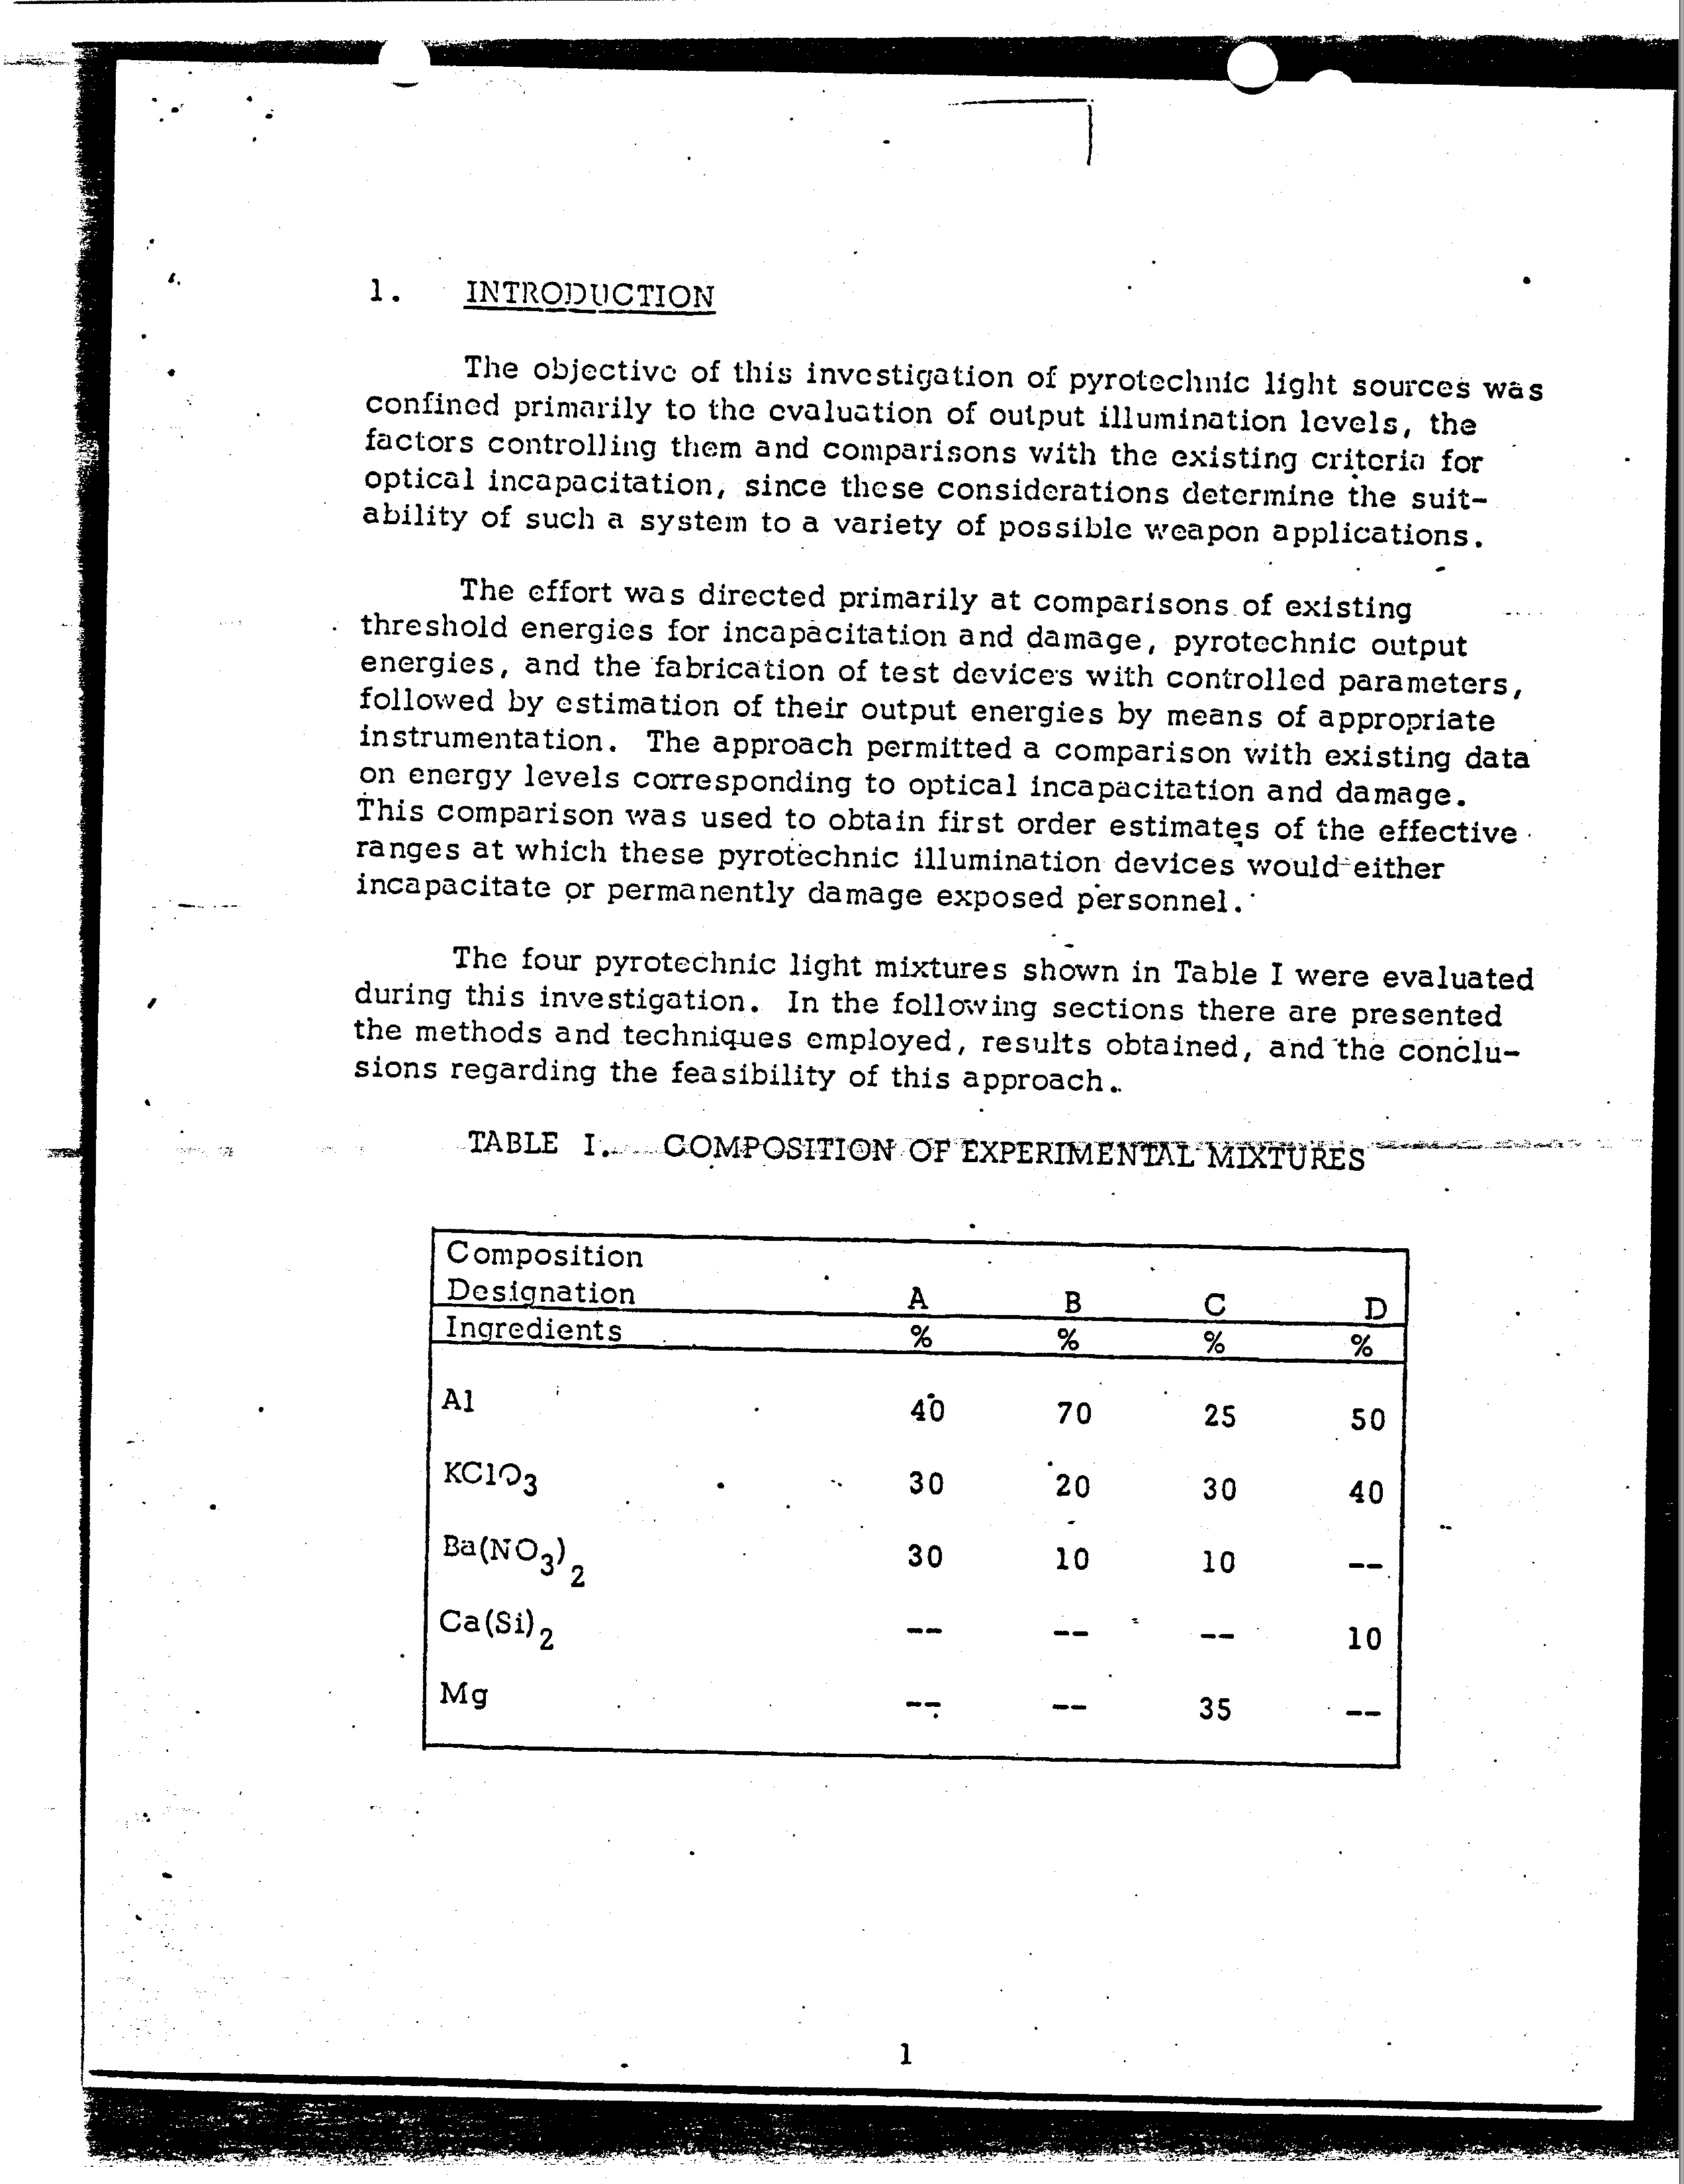 1. INTRODUCTION
The objective of this investigation of pyrotechnic light sources was
confined primarily to the evaluation of output illumination levels, the
factors controlling them and comparisons with the existing criteria for
optical incapacitation, since these considerations determine the suit-
ability of such a system to a variety of possible weapon applications.
The effort was directed primarily at comparisons of existing
threshold energies for incapacitation and damage, pyrotechnic output
energies, and the fabrication of test devices with controlled parameters,
followed by estimation of their output energies by means of appropriate
instrumentation. The approach permitted a comparison with existing data
on energy levels corresponding to optical incapacitation and damage.
This comparison was used to obtain first order estimates of the effective
ranges at which these pyrotechnic illumination devices would either
incapacitate or permanently damage exposed personnel.
The four pyrotechnic light mixtures shown in Table I were evaluated
during this investigation. In the following sections there are presented
the methods and techniques employed, results obtained, and the conclu-
sions regarding the feasibility of this approach.
TABLE I. COMPOSITION OF EXPERIMENTAL MIXTURES
Composition
Designation A B C D
Ingredients % % % %
Al 40 70 25 50
KClO3 30 20 30 40
Ba(NO3)2 30 10 10 --
Ca(Si)2 -- -- -- 10
Mg -- -- 35 --
1